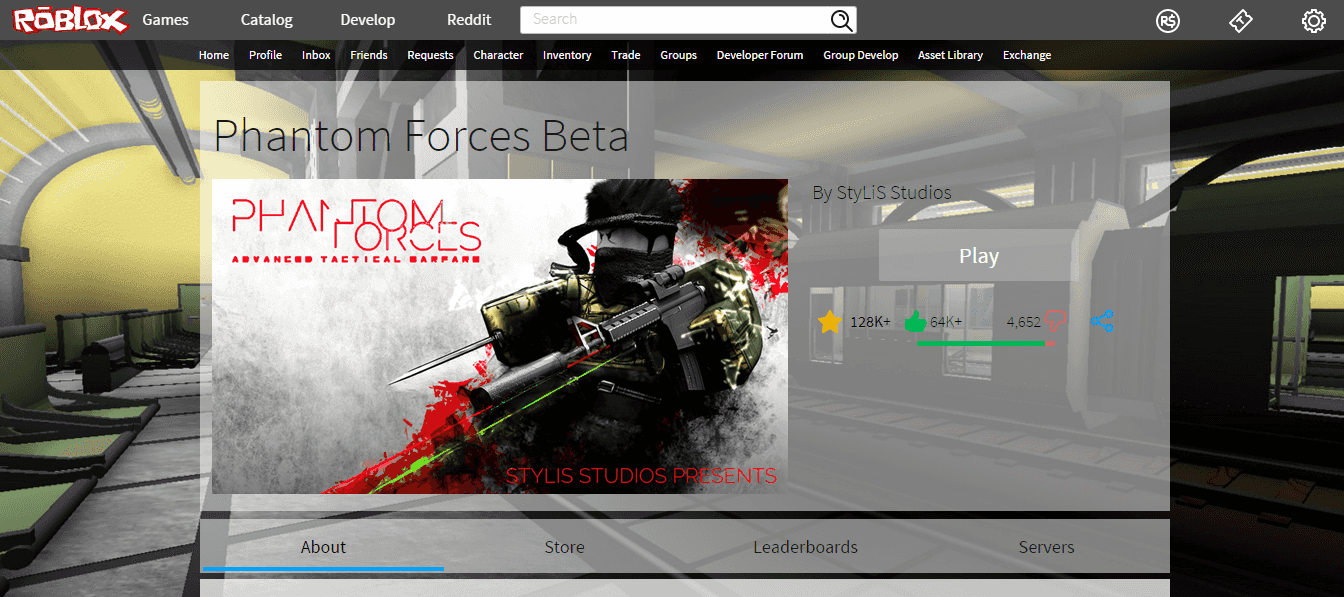 ROBLOX Games Catalog Develop Reddit Search R$ T
Home Profile Inbox Friends Requests Character Inventory Trade Groups Developer Forum Group Develop Asset Library Exchange
Phantom Forces Beta
PHANTOM
FORCES
ADVANCED TACTICAL WARFARE
STYLIS STUDIOS PRESENTS
By StyLiS Studios
Play
128K+ 64K+ 4,652
About Store Leaderboards Servers